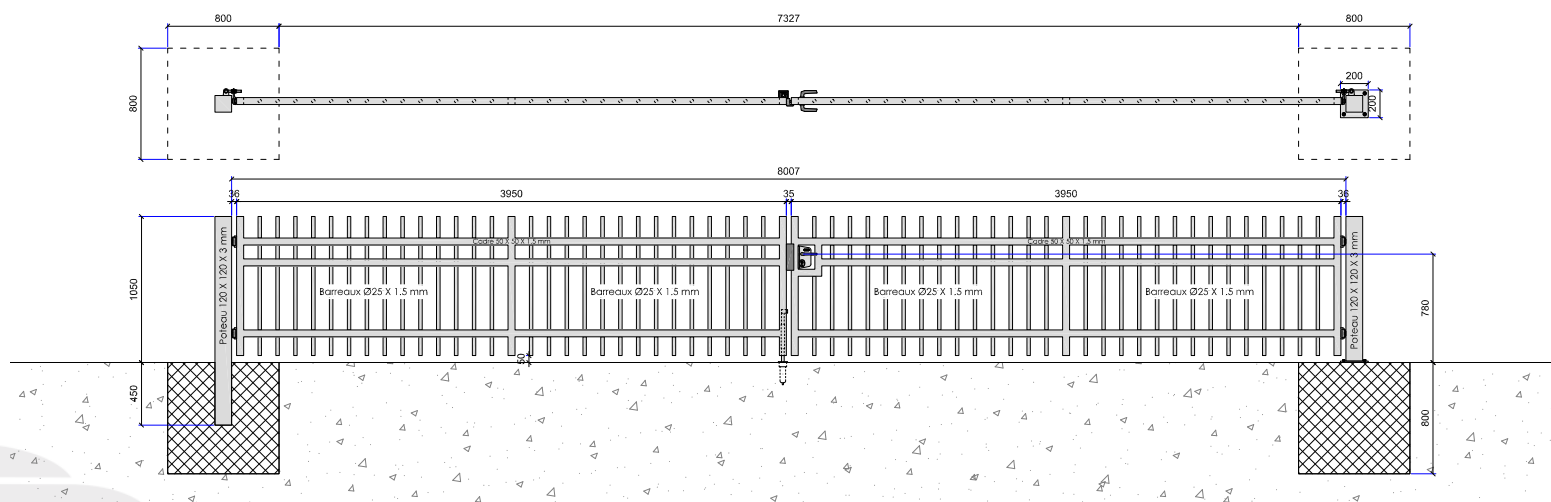 800
7327
800
800
200
200
8007
36
3950
35
3950
36
Cadre 50 X 50 X 1.5 mm
Cadre 50 X 50 X 1.5 mm
Poteau 120 X 120 X 3 mm
Poteau 120 X 120 X 3 mm
1050
Barreaux Ø25 X 1.5 mm
Barreaux Ø25 X 1.5 mm
Barreaux Ø25 X 1.5 mm
Barreaux Ø25 X 1.5 mm
780
50
450
800